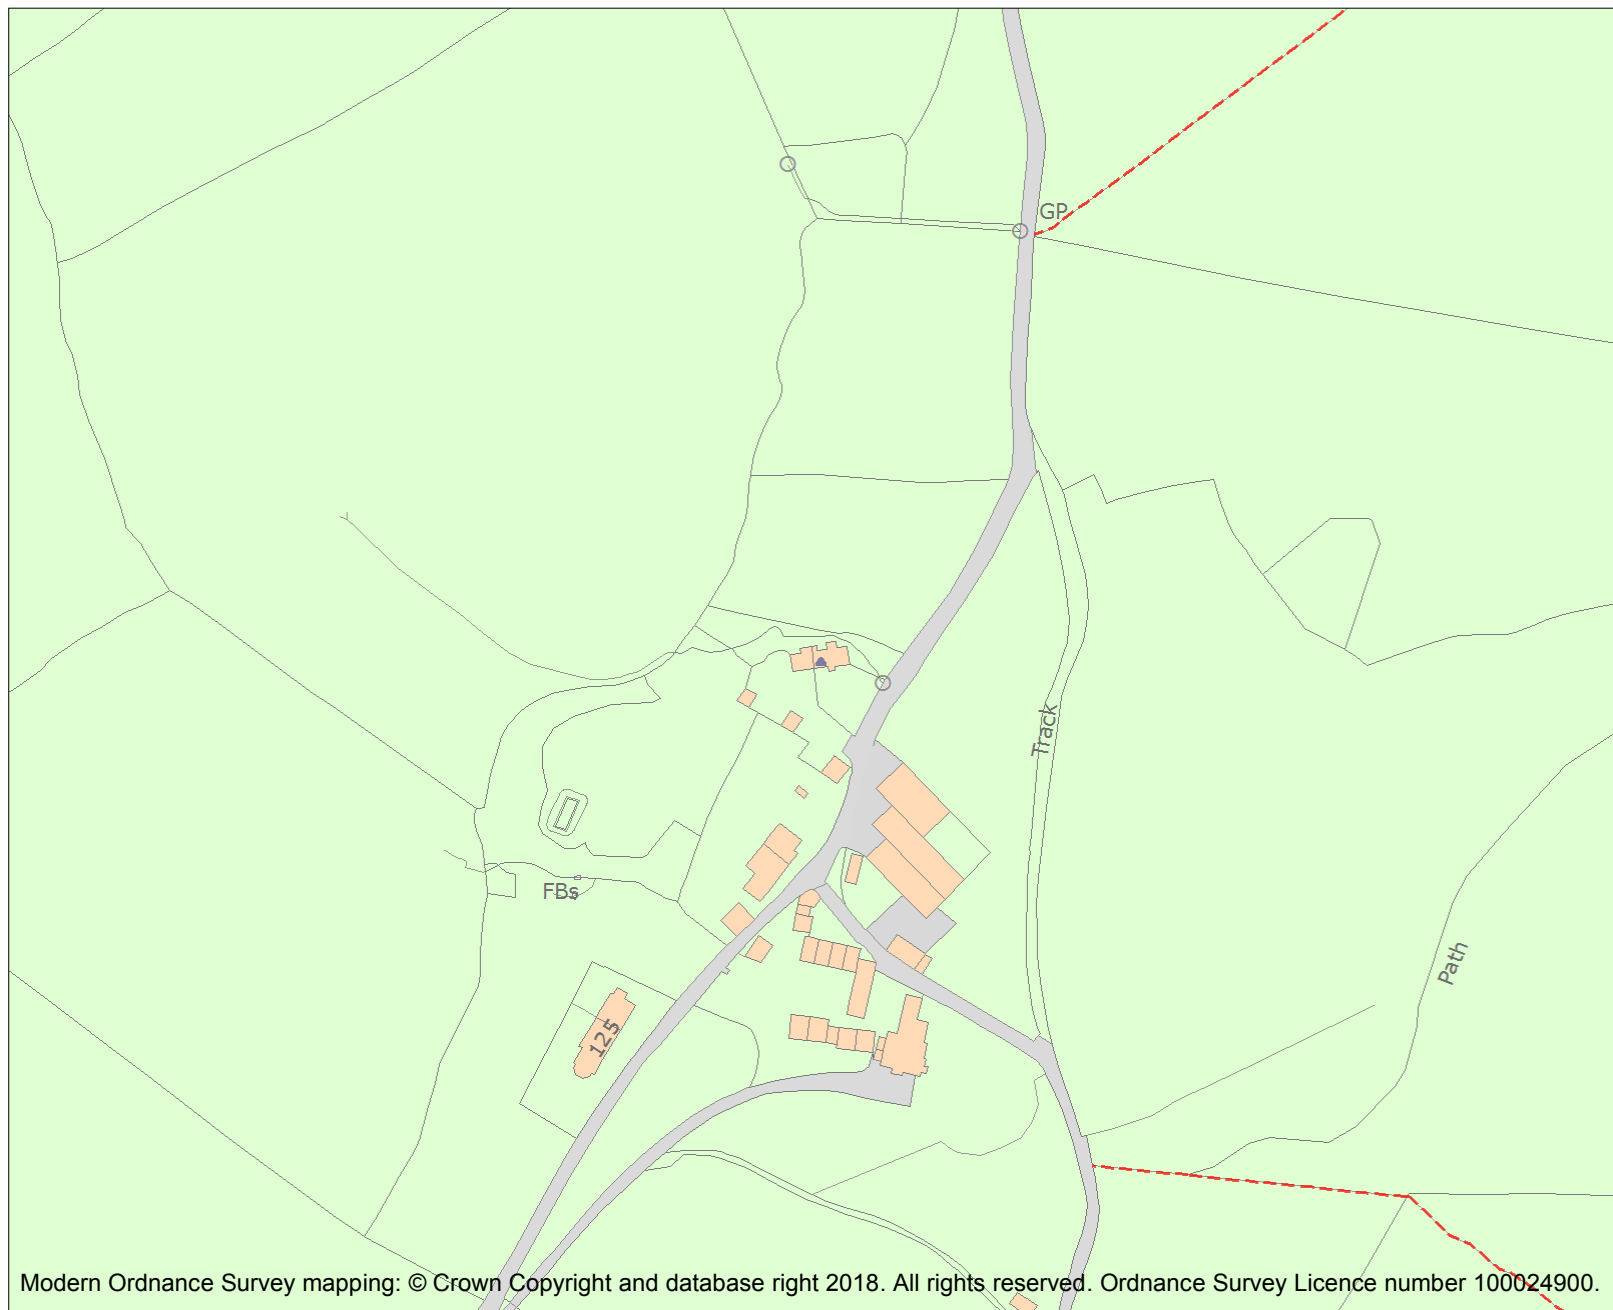 GP
Track
FBs
Path
125
Modern Ordnance Survey mapping: © Crown Copyright and database right 2018. All rights reserved. Ordnance Survey Licence number 100024900.